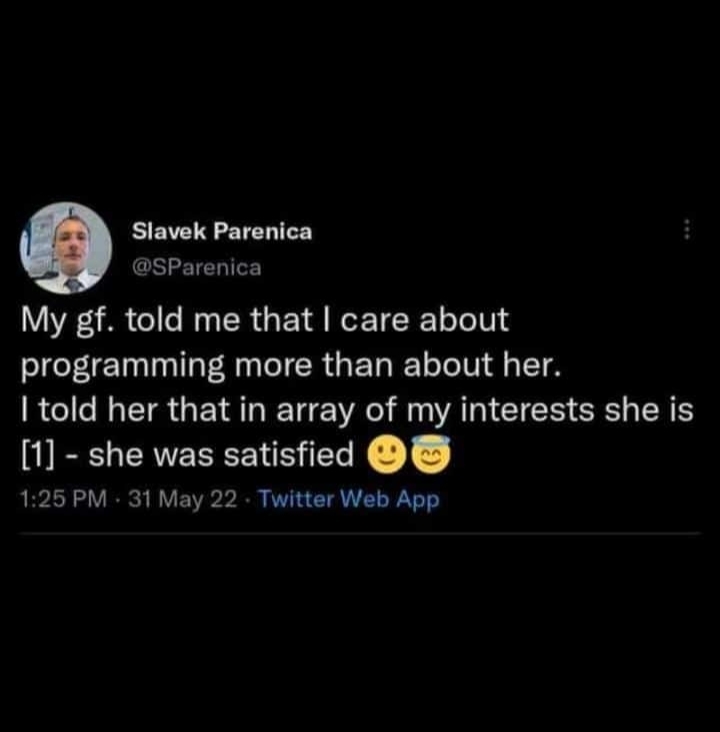 Slavek Parenica
@SParenica
My gf. told me that I care about
programming more than about her.
I told her that in array of my interests she is
[1] - she was satisfied 🙂😇
1:25 PM · 31 May 22 · Twitter Web App